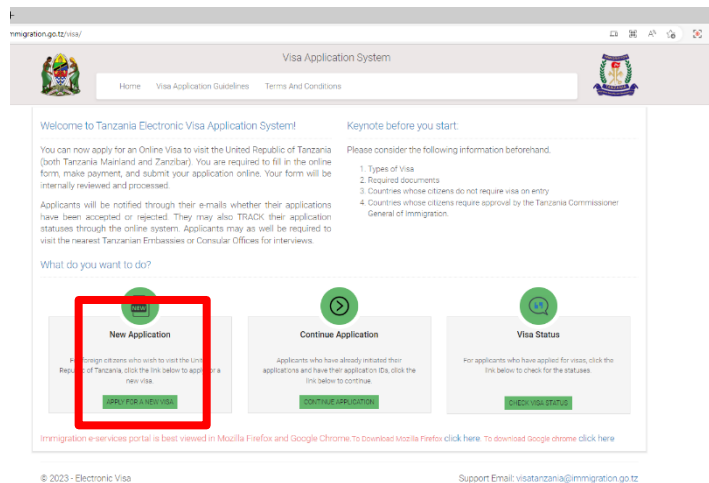 mmigration.go.tz/visa/
Visa Application System
Home Visa Application Guidelines Terms And Conditions
Welcome to Tanzania Electronic Visa Application System!
You can now apply for an Online Visa to visit the United Republic of Tanzania
(both Tanzania Mainland and Zanzibar). You are required to fill in the online
form, make payment, and submit your application online. Your form will be
internally reviewed and processed.
Applicants will be notified through their e-mails whether their applications
have been accepted or rejected. They may also TRACK their application
statuses through the online system. Applicants may as well be required to
visit the nearest Tanzanian Embassies or Consular Offices for interviews.
Keynote before you start:
Please consider the following information beforehand.
1. Types of Visa
2. Required documents
3. Countries whose citizens do not require visa on entry
4. Countries whose citizens require approval by the Tanzania Commissioner
General of Immigration.
What do you want to do?
NEW
New Application
foreign citizens who wish to visit the Uni
Republic of Tanzania, click the link below to apply for a
new visa.
APPLY FOR A NEW VISA
Continue Application
Applicants who have already initiated their
applications and have their application IDs, click the
link below to continue.
CONTINUE APPLICATION
Visa Status
For applicants who have applied for visas, click the
link below to check for the statuses.
CHECK VISA STATUS
Immigration e-services portal is best viewed in Mozilla Firefox and Google Chrome. To Download Mozilla Firefox click here. To download Google chrome click here
© 2023 - Electronic Visa
Support Email: visatanzania@immigration.go.tz